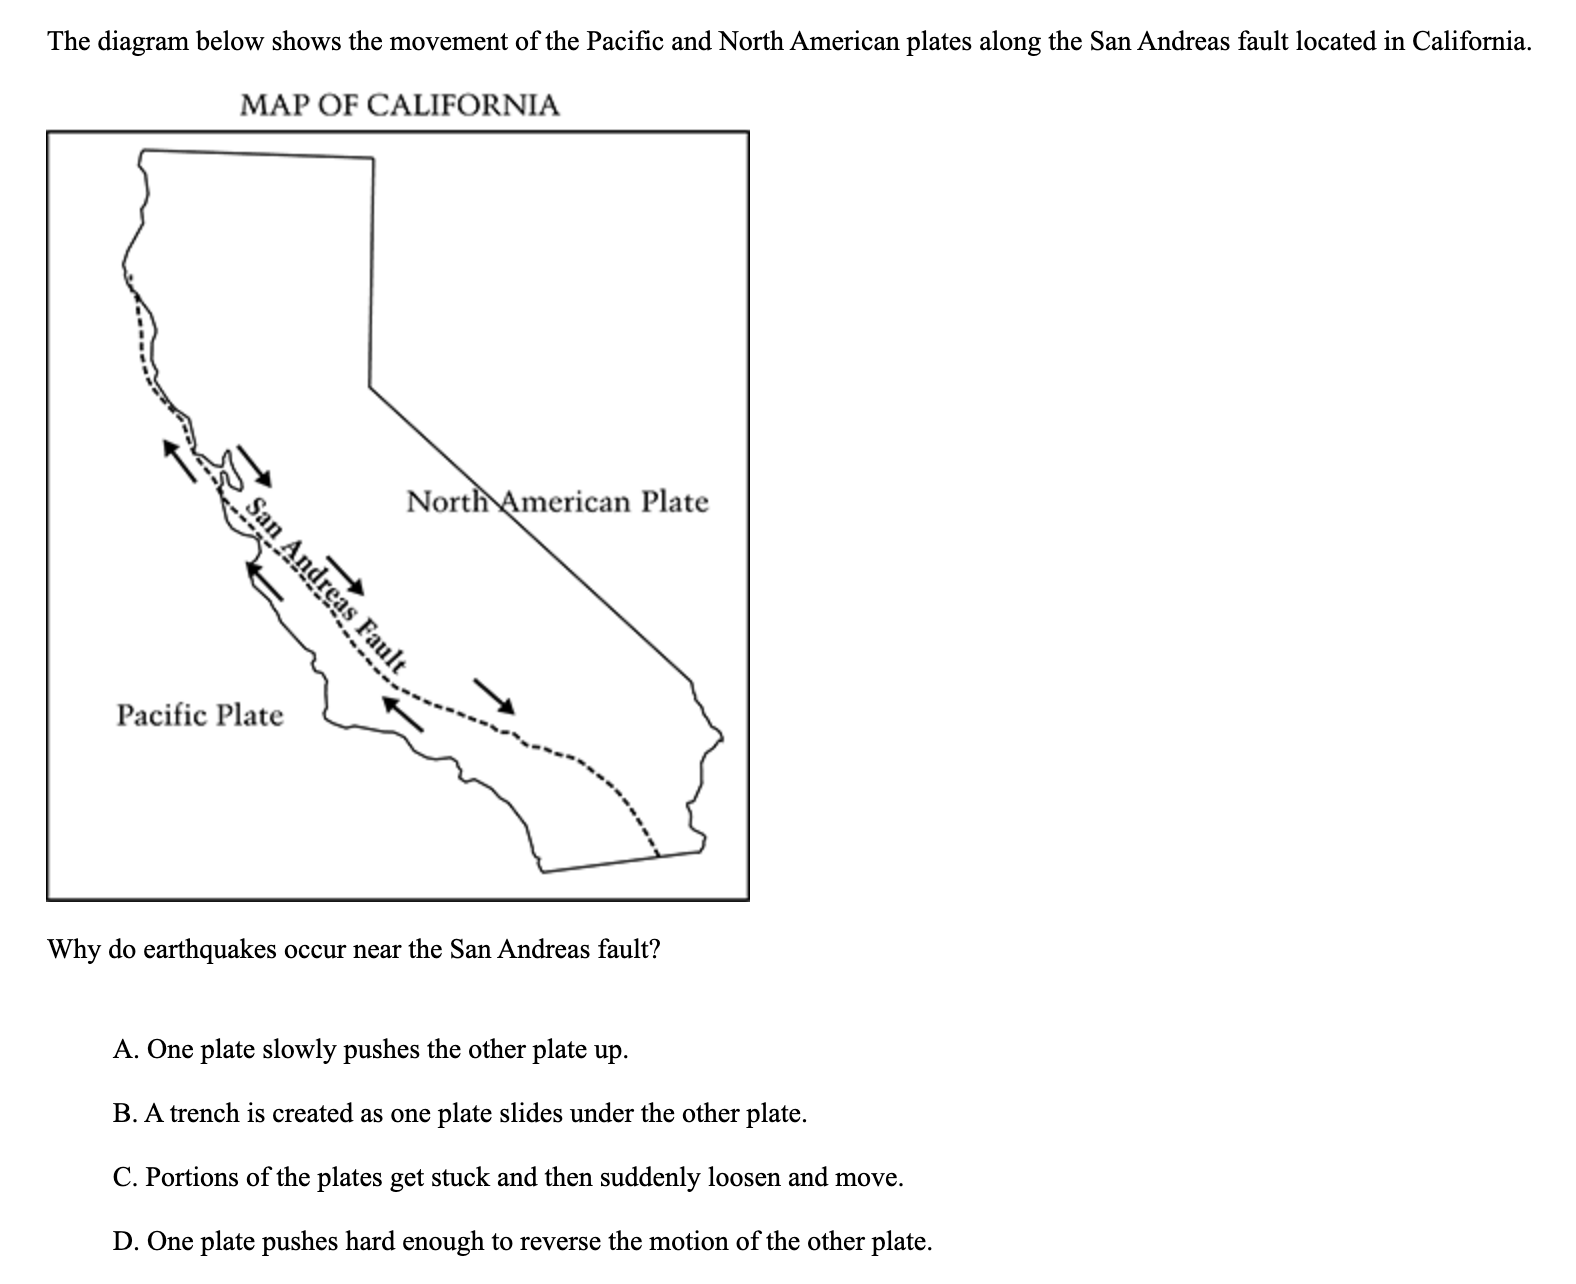 The diagram below shows the movement of the Pacific and North American plates along the San Andreas fault located in California.
MAP OF CALIFORNIA
North American Plate
San Andreas Fault
Pacific Plate
Why do earthquakes occur near the San Andreas fault?
A. One plate slowly pushes the other plate up.
B. A trench is created as one plate slides under the other plate.
C. Portions of the plates get stuck and then suddenly loosen and move.
D. One plate pushes hard enough to reverse the motion of the other plate.